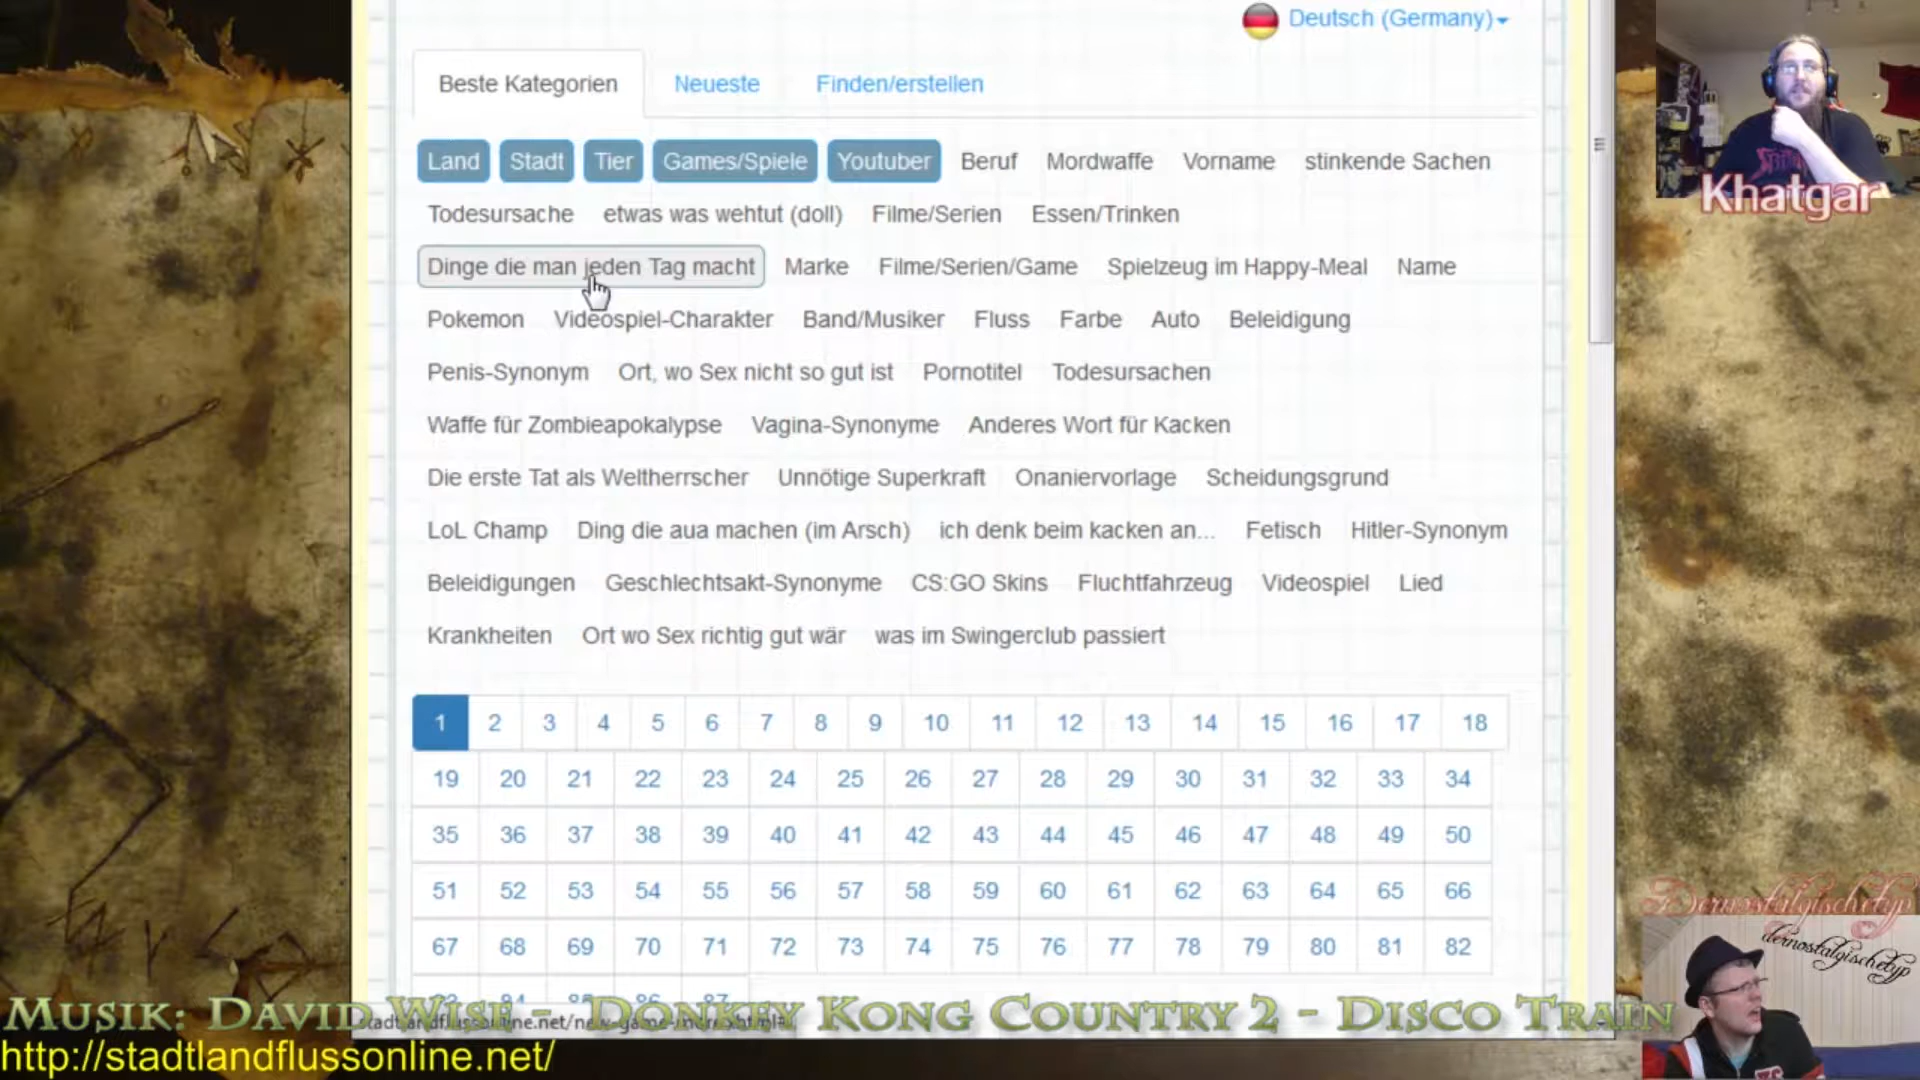 Deutsch (Germany)
Beste Kategorien Neueste Finden/erstellen
Land Stadt Tier Games/Spiele Youtuber Beruf Mordwaffe Vorname stinkende Sachen
Khatgar
Todesursache etwas was wehtut (doll) Filme/Serien Essen/Trinken
Dinge die man jeden Tag macht Marke Filme/Serien/Game Spielzeug im Happy-Meal Name
Pokemon Videospiel-Charakter Band/Musiker Fluss Farbe Auto Beleidigung
Penis-Synonym Ort, wo Sex nicht so gut ist Pornotitel Todesursachen
Waffe für Zombieapokalypse Vagina-Synonyme Anderes Wort für Kacken
Die erste Tat als Weltherrscher Unnötige Superkraft Onaniervorlage Scheidungsgrund
LoL Champ Ding die aua machen (im Arsch) ich denk beim kacken an... Fetisch Hitler-Synonym
Beleidigungen Geschlechtsakt-Synonyme CS:GO Skins Fluchtfahrzeug Videospiel Lied
Krankheiten Ort wo Sex richtig gut wär was im Swingerclub passiert
1 2 3 4 5 6 7 8 9 10 11 12 13 14 15 16 17 18
19 20 21 22 23 24 25 26 27 28 29 30 31 32 33 34
35 36 37 38 39 40 41 42 43 44 45 46 47 48 49 50
51 52 53 54 55 56 57 58 59 60 61 62 63 64 65 66
Dernostalgischetyp
67 68 69 70 71 72 73 74 75 76 77 78 79 80 81 82
dernostalgischetyp
83 84 85 86 87
Musik: David Wise - Donkey Kong Country 2 - Disco Train
http://stadtlandflussonline.net/